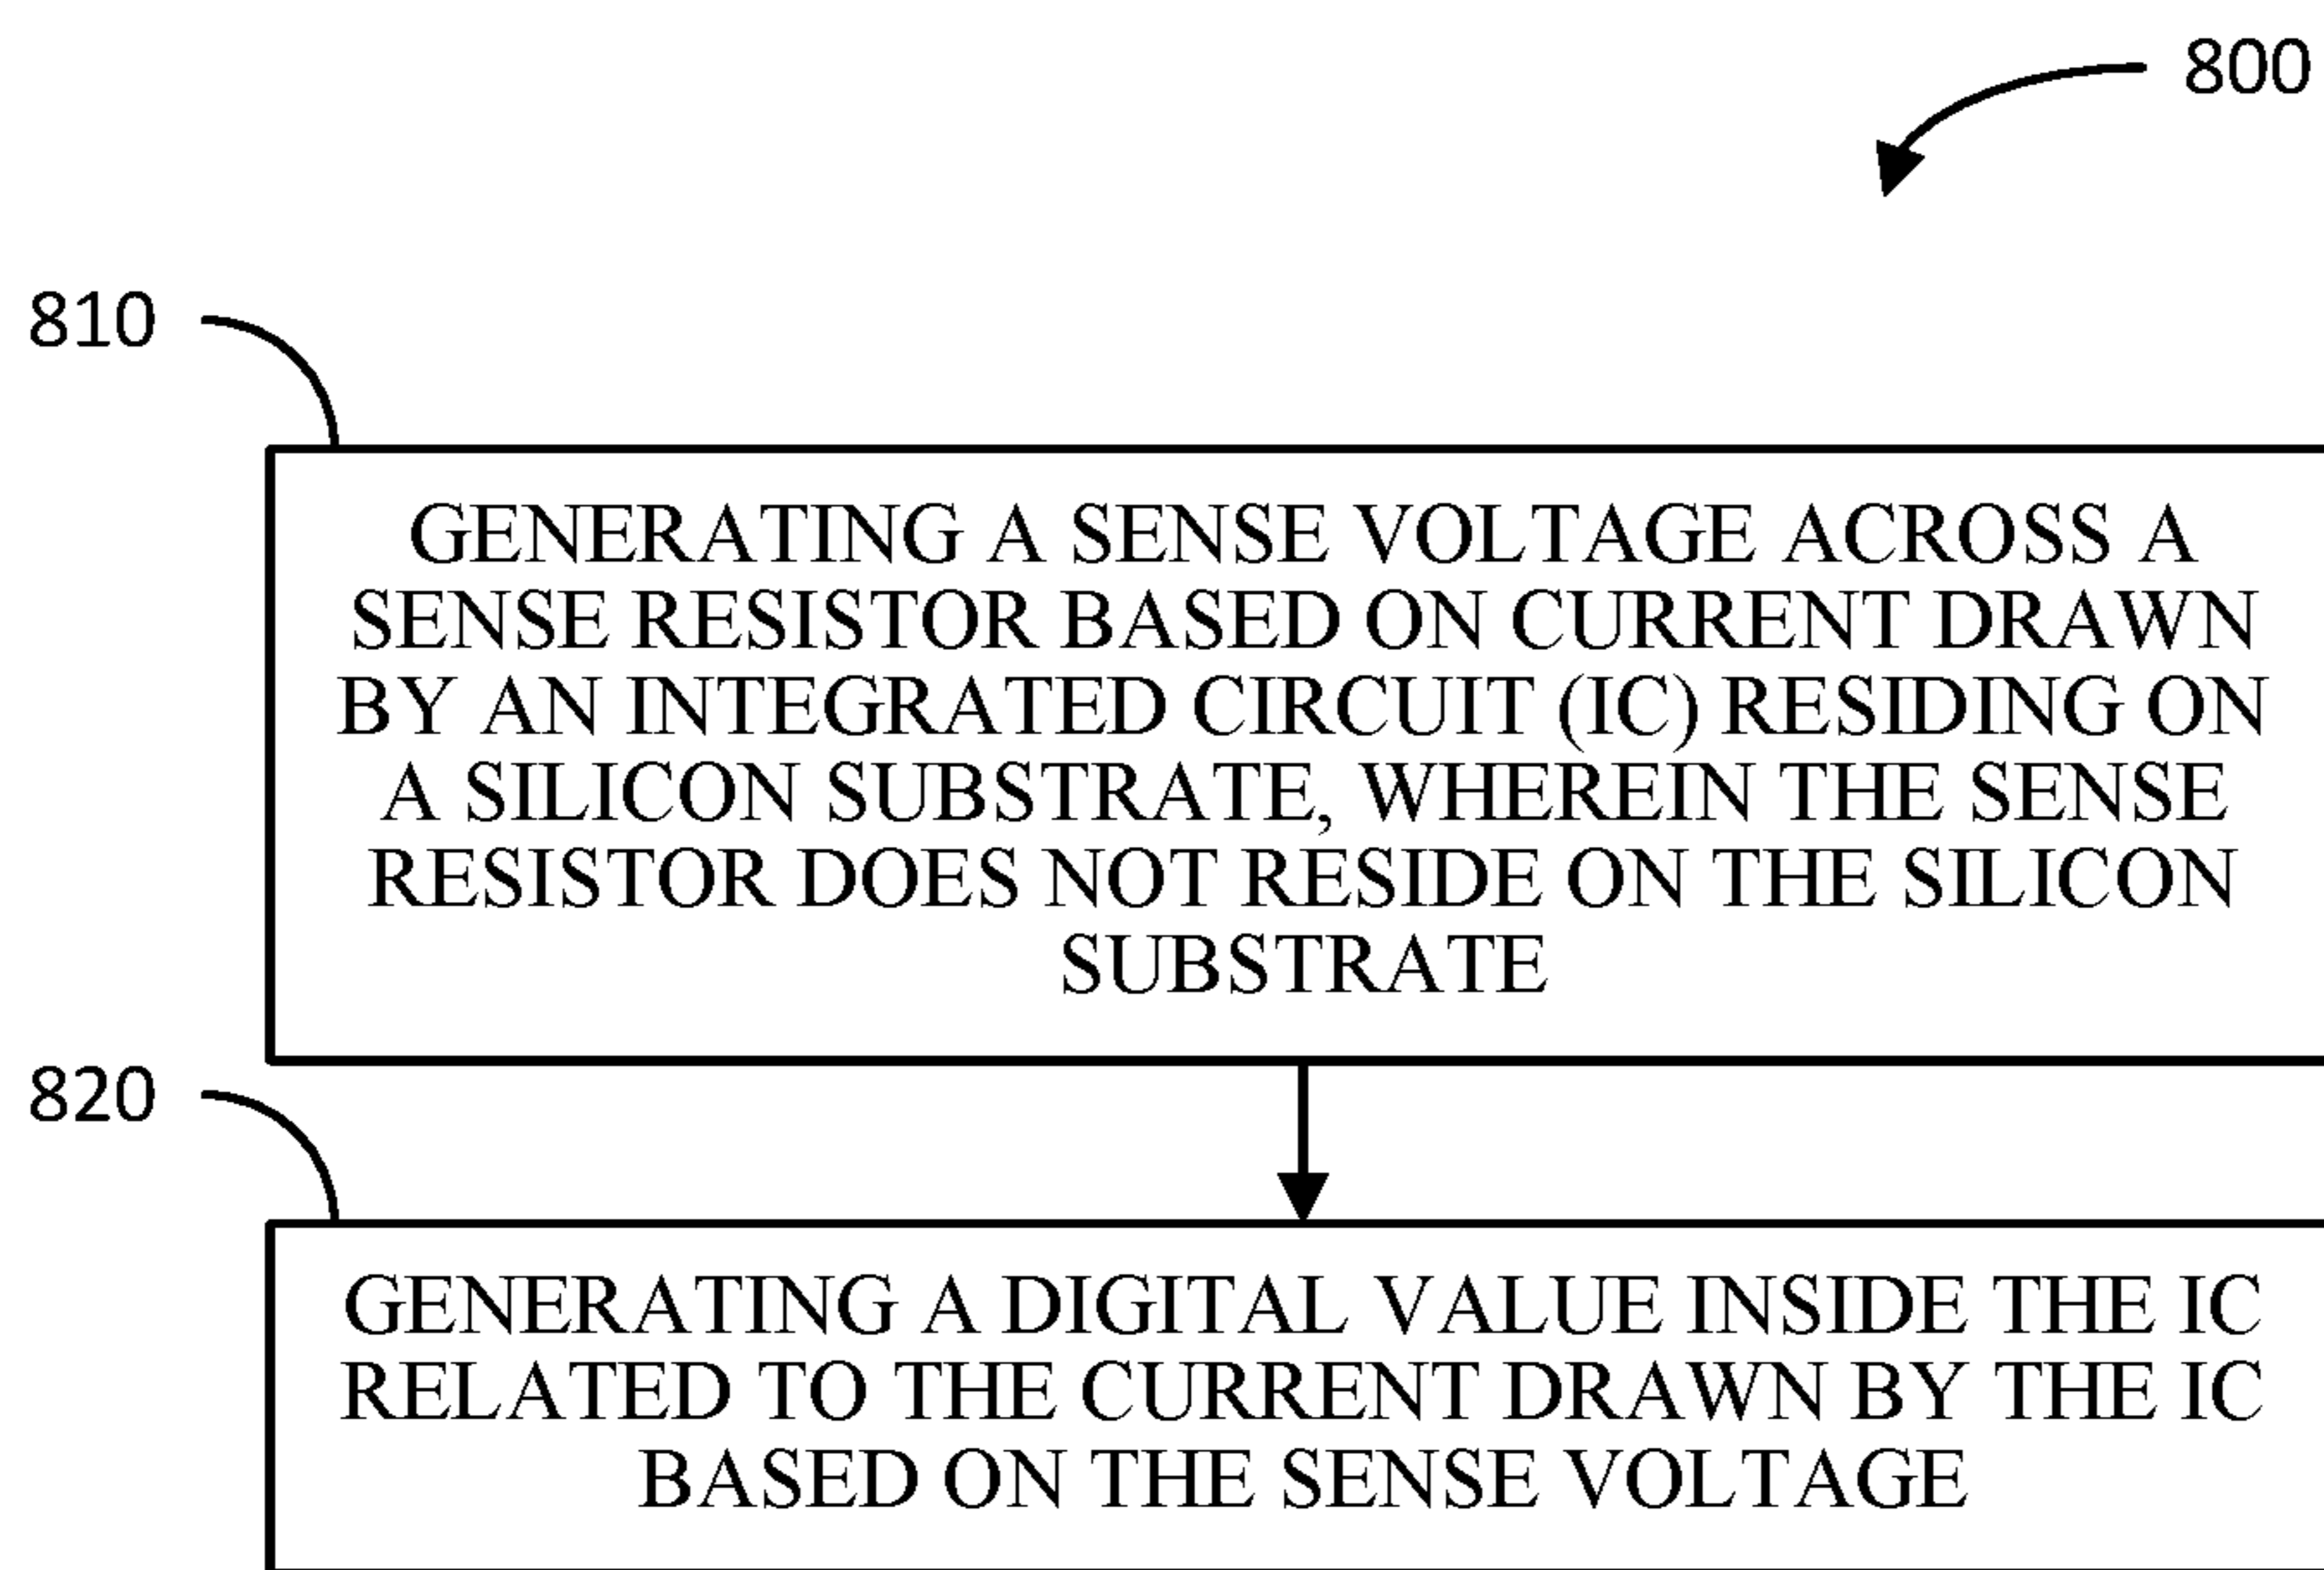 800
810
GENERATING A SENSE VOLTAGE ACROSS A
SENSE RESISTOR BASED ON CURRENT DRAWN
BY AN INTEGRATED CIRCUIT (IC) RESIDING ON
A SILICON SUBSTRATE, WHEREIN THE SENSE
RESISTOR DOES NOT RESIDE ON THE SILICON
SUBSTRATE
820
GENERATING A DIGITAL VALUE INSIDE THE IC
RELATED TO THE CURRENT DRAWN BY THE IC
BASED ON THE SENSE VOLTAGE